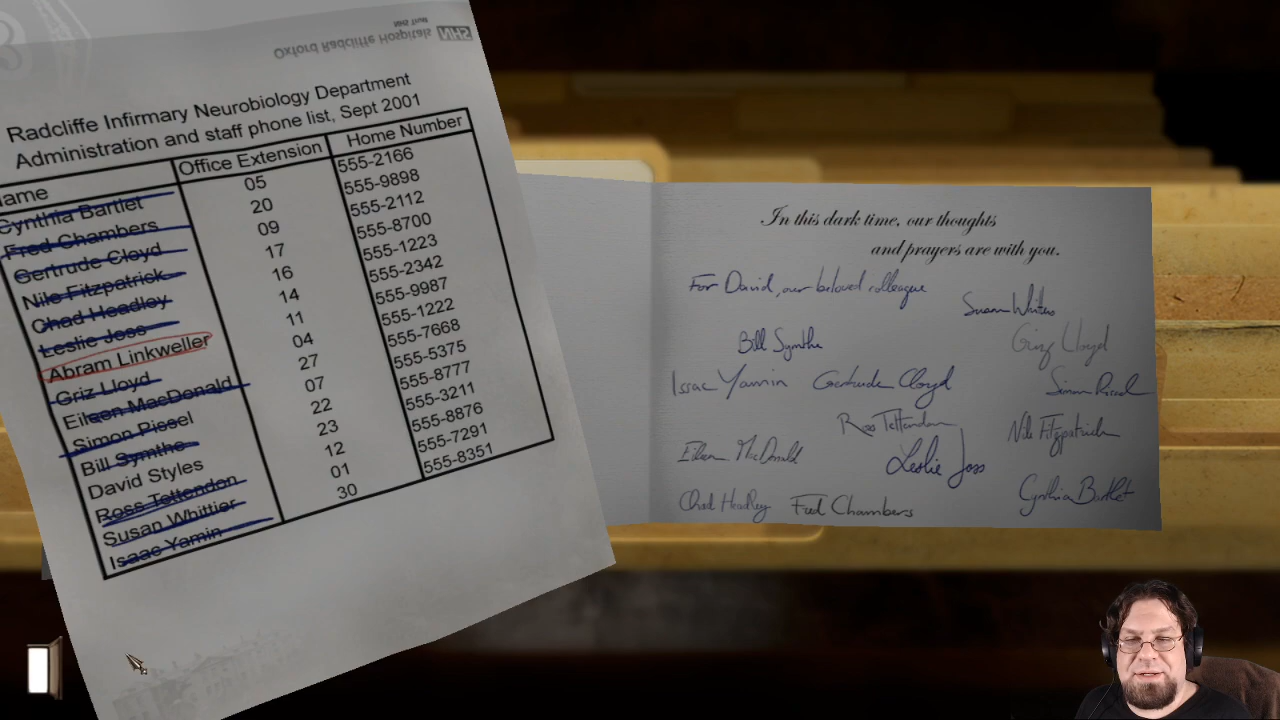 NHS
Oxford Radcliffe Hospitals
NHS Trust
Radcliffe Infirmary Neurobiology Department
Administration and staff phone list, Sept 2001
ame Office Extension Home Number
Cynthia Bartlet 05 555-2166
Fred Chambers 20 555-9898
Gertrude Cloyd 09 555-2112
Nile Fitzpatrick 17 555-8700
Chad Headley 16 555-1223
Leslie Joss 14 555-2342
Abram Linkweller 11 555-9987
Griz Lloyd 04 555-1222
Eileen MacDonald 27 555-7668
Simon Pissel 07 555-5375
Bill Symthe 22 555-8777
David Styles 23 555-3211
Ross Tettendon 12 555-8876
Susan Whittier 01 555-7291
Isaac Yamin 30 555-8351
In this dark time, our thoughts
and prayers are with you.
For David, our beloved colleague
Susan Whittier
Bill Symthe
Griz Lloyd
Issac Yamin Gertrude Cloyd
Simon Pissel
Ross Tettendon
Nile Fitzpatrick
Eileen McDonald
Leslie Joss
Chad Headley Fred Chambers
Cynthia Bartlet